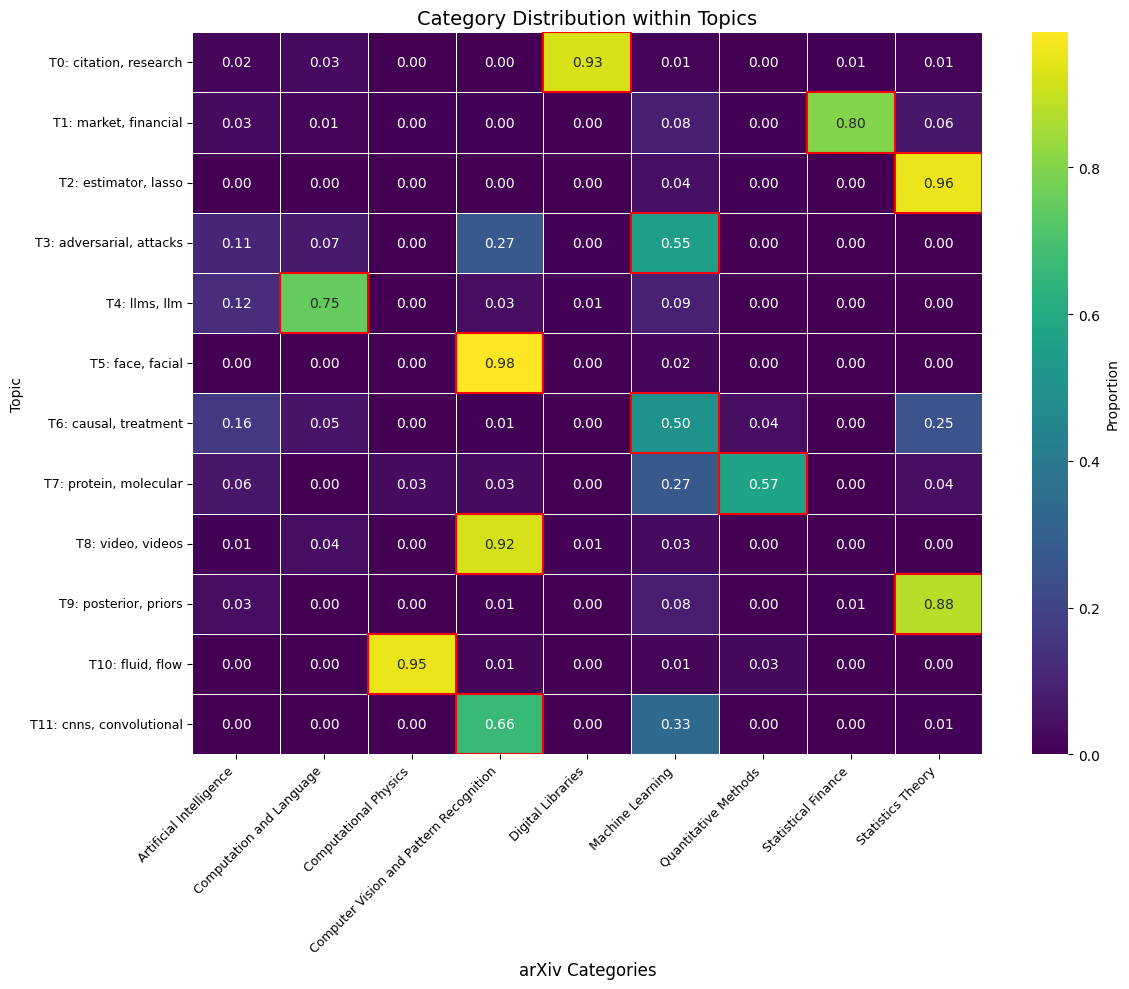 Category Distribution within Topics
T0: citation, research 0.02 0.03 0.00 0.00 0.93 0.01 0.00 0.01 0.01
T1: market, financial 0.03 0.01 0.00 0.00 0.00 0.08 0.00 0.80 0.06
T2: estimator, lasso 0.00 0.00 0.00 0.00 0.00 0.04 0.00 0.00 0.96
T3: adversarial, attacks 0.11 0.07 0.00 0.27 0.00 0.55 0.00 0.00 0.00
T4: llms, llm 0.12 0.75 0.00 0.03 0.01 0.09 0.00 0.00 0.00
T5: face, facial 0.00 0.00 0.00 0.98 0.00 0.02 0.00 0.00 0.00
T6: causal, treatment 0.16 0.05 0.00 0.01 0.00 0.50 0.04 0.00 0.25
T7: protein, molecular 0.06 0.00 0.03 0.03 0.00 0.27 0.57 0.00 0.04
T8: video, videos 0.01 0.04 0.00 0.92 0.01 0.03 0.00 0.00 0.00
T9: posterior, priors 0.03 0.00 0.00 0.01 0.00 0.08 0.00 0.01 0.88
T10: fluid, flow 0.00 0.00 0.95 0.01 0.00 0.01 0.03 0.00 0.00
T11: cnns, convolutional 0.00 0.00 0.00 0.66 0.00 0.33 0.00 0.00 0.01
Topic
Artificial Intelligence
Computation and Language
Computational Physics
Computer Vision and Pattern Recognition
Digital Libraries
Machine Learning
Quantitative Methods
Statistical Finance
Statistics Theory
arXiv Categories
0.8
0.6
0.4
0.2
0.0
Proportion